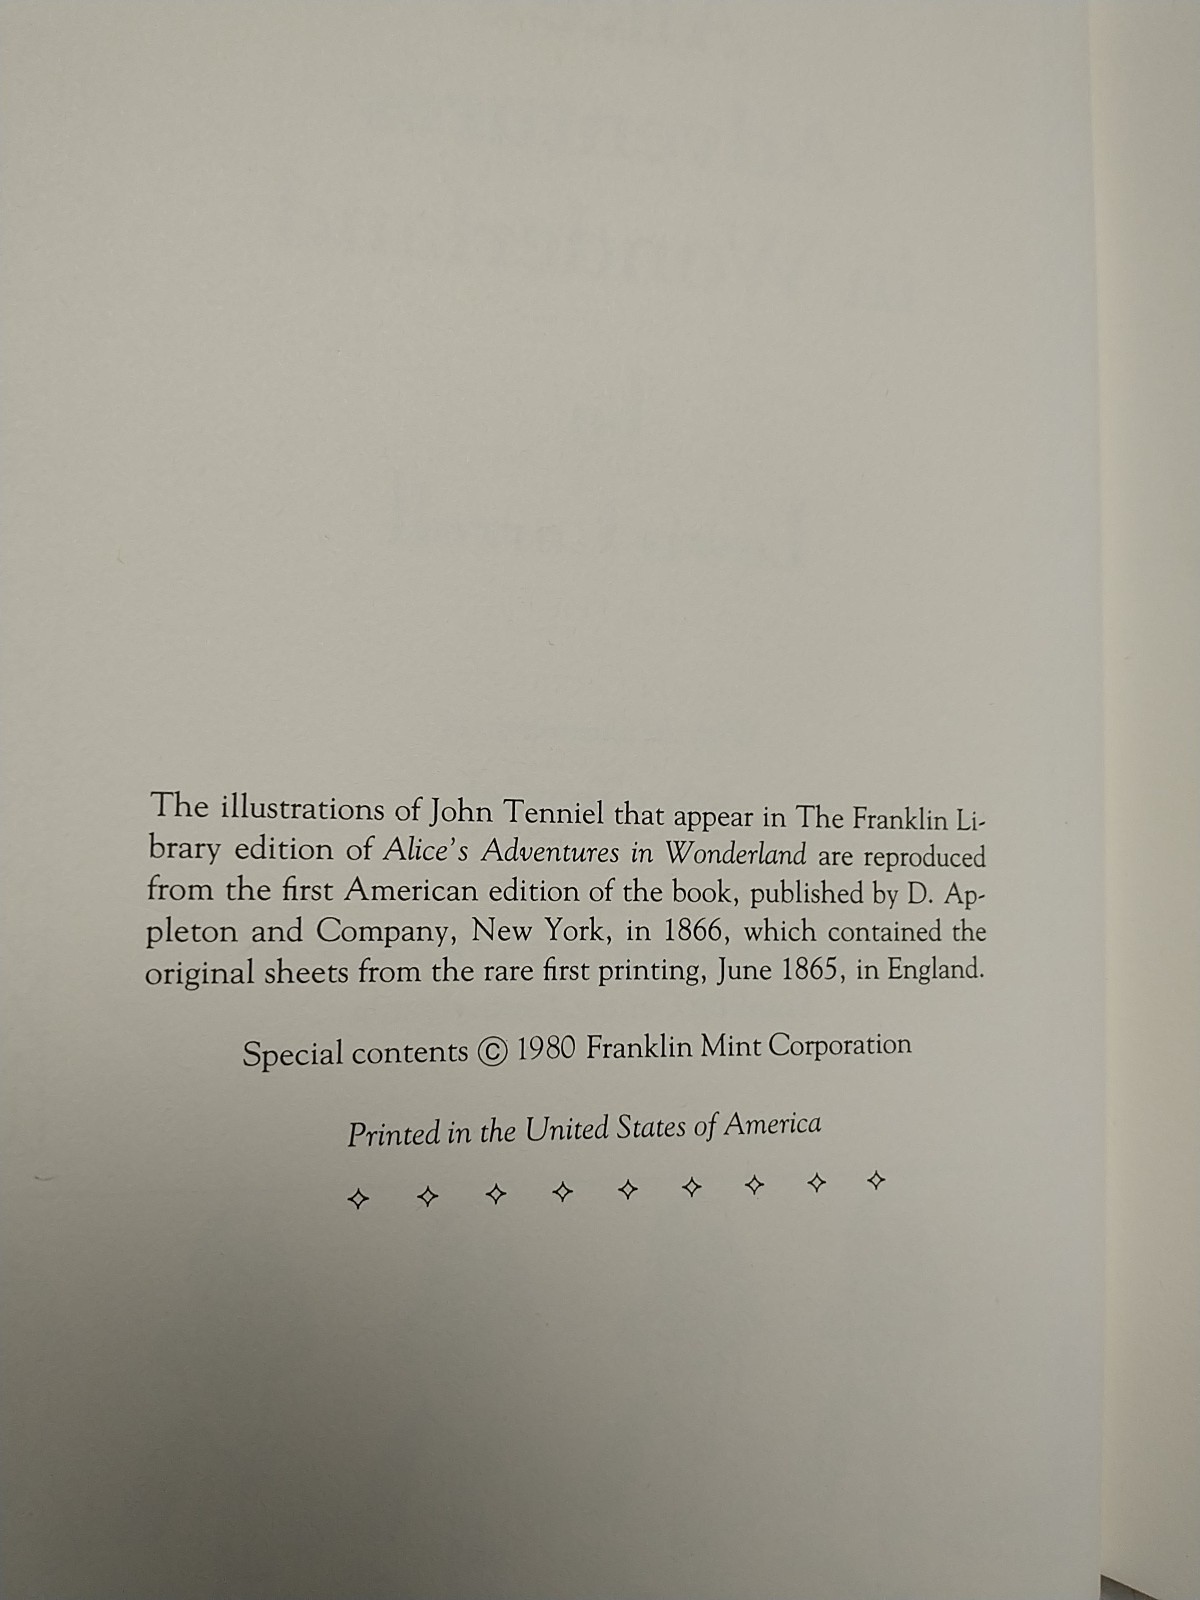 The illustrations of John Tenniel that appear in The Franklin Li-
brary edition of Alice's Adventures in Wonderland are reproduced
from the first American edition of the book, published by D. Ap-
pleton and Company, New York, in 1866, which contained the
original sheets from the rare first printing, June 1865, in England.
Special contents © 1980 Franklin Mint Corporation
Printed in the United States of America